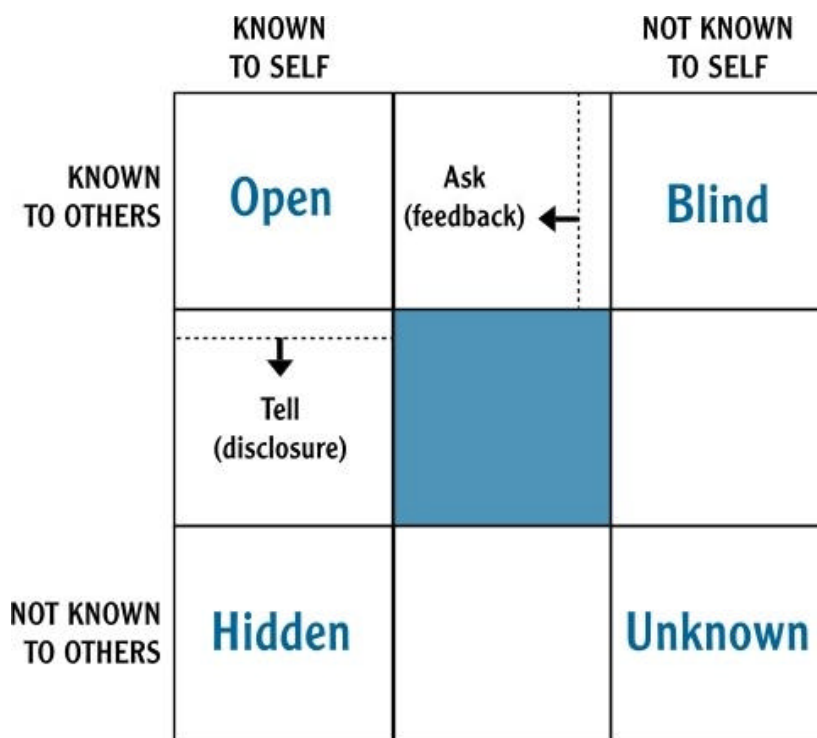 KNOWN
TO SELF
NOT KNOWN
TO SELF
KNOWN
TO OTHERS
Open
Ask
(feedback)
Blind
Tell
(disclosure)
NOT KNOWN
TO OTHERS
Hidden
Unknown